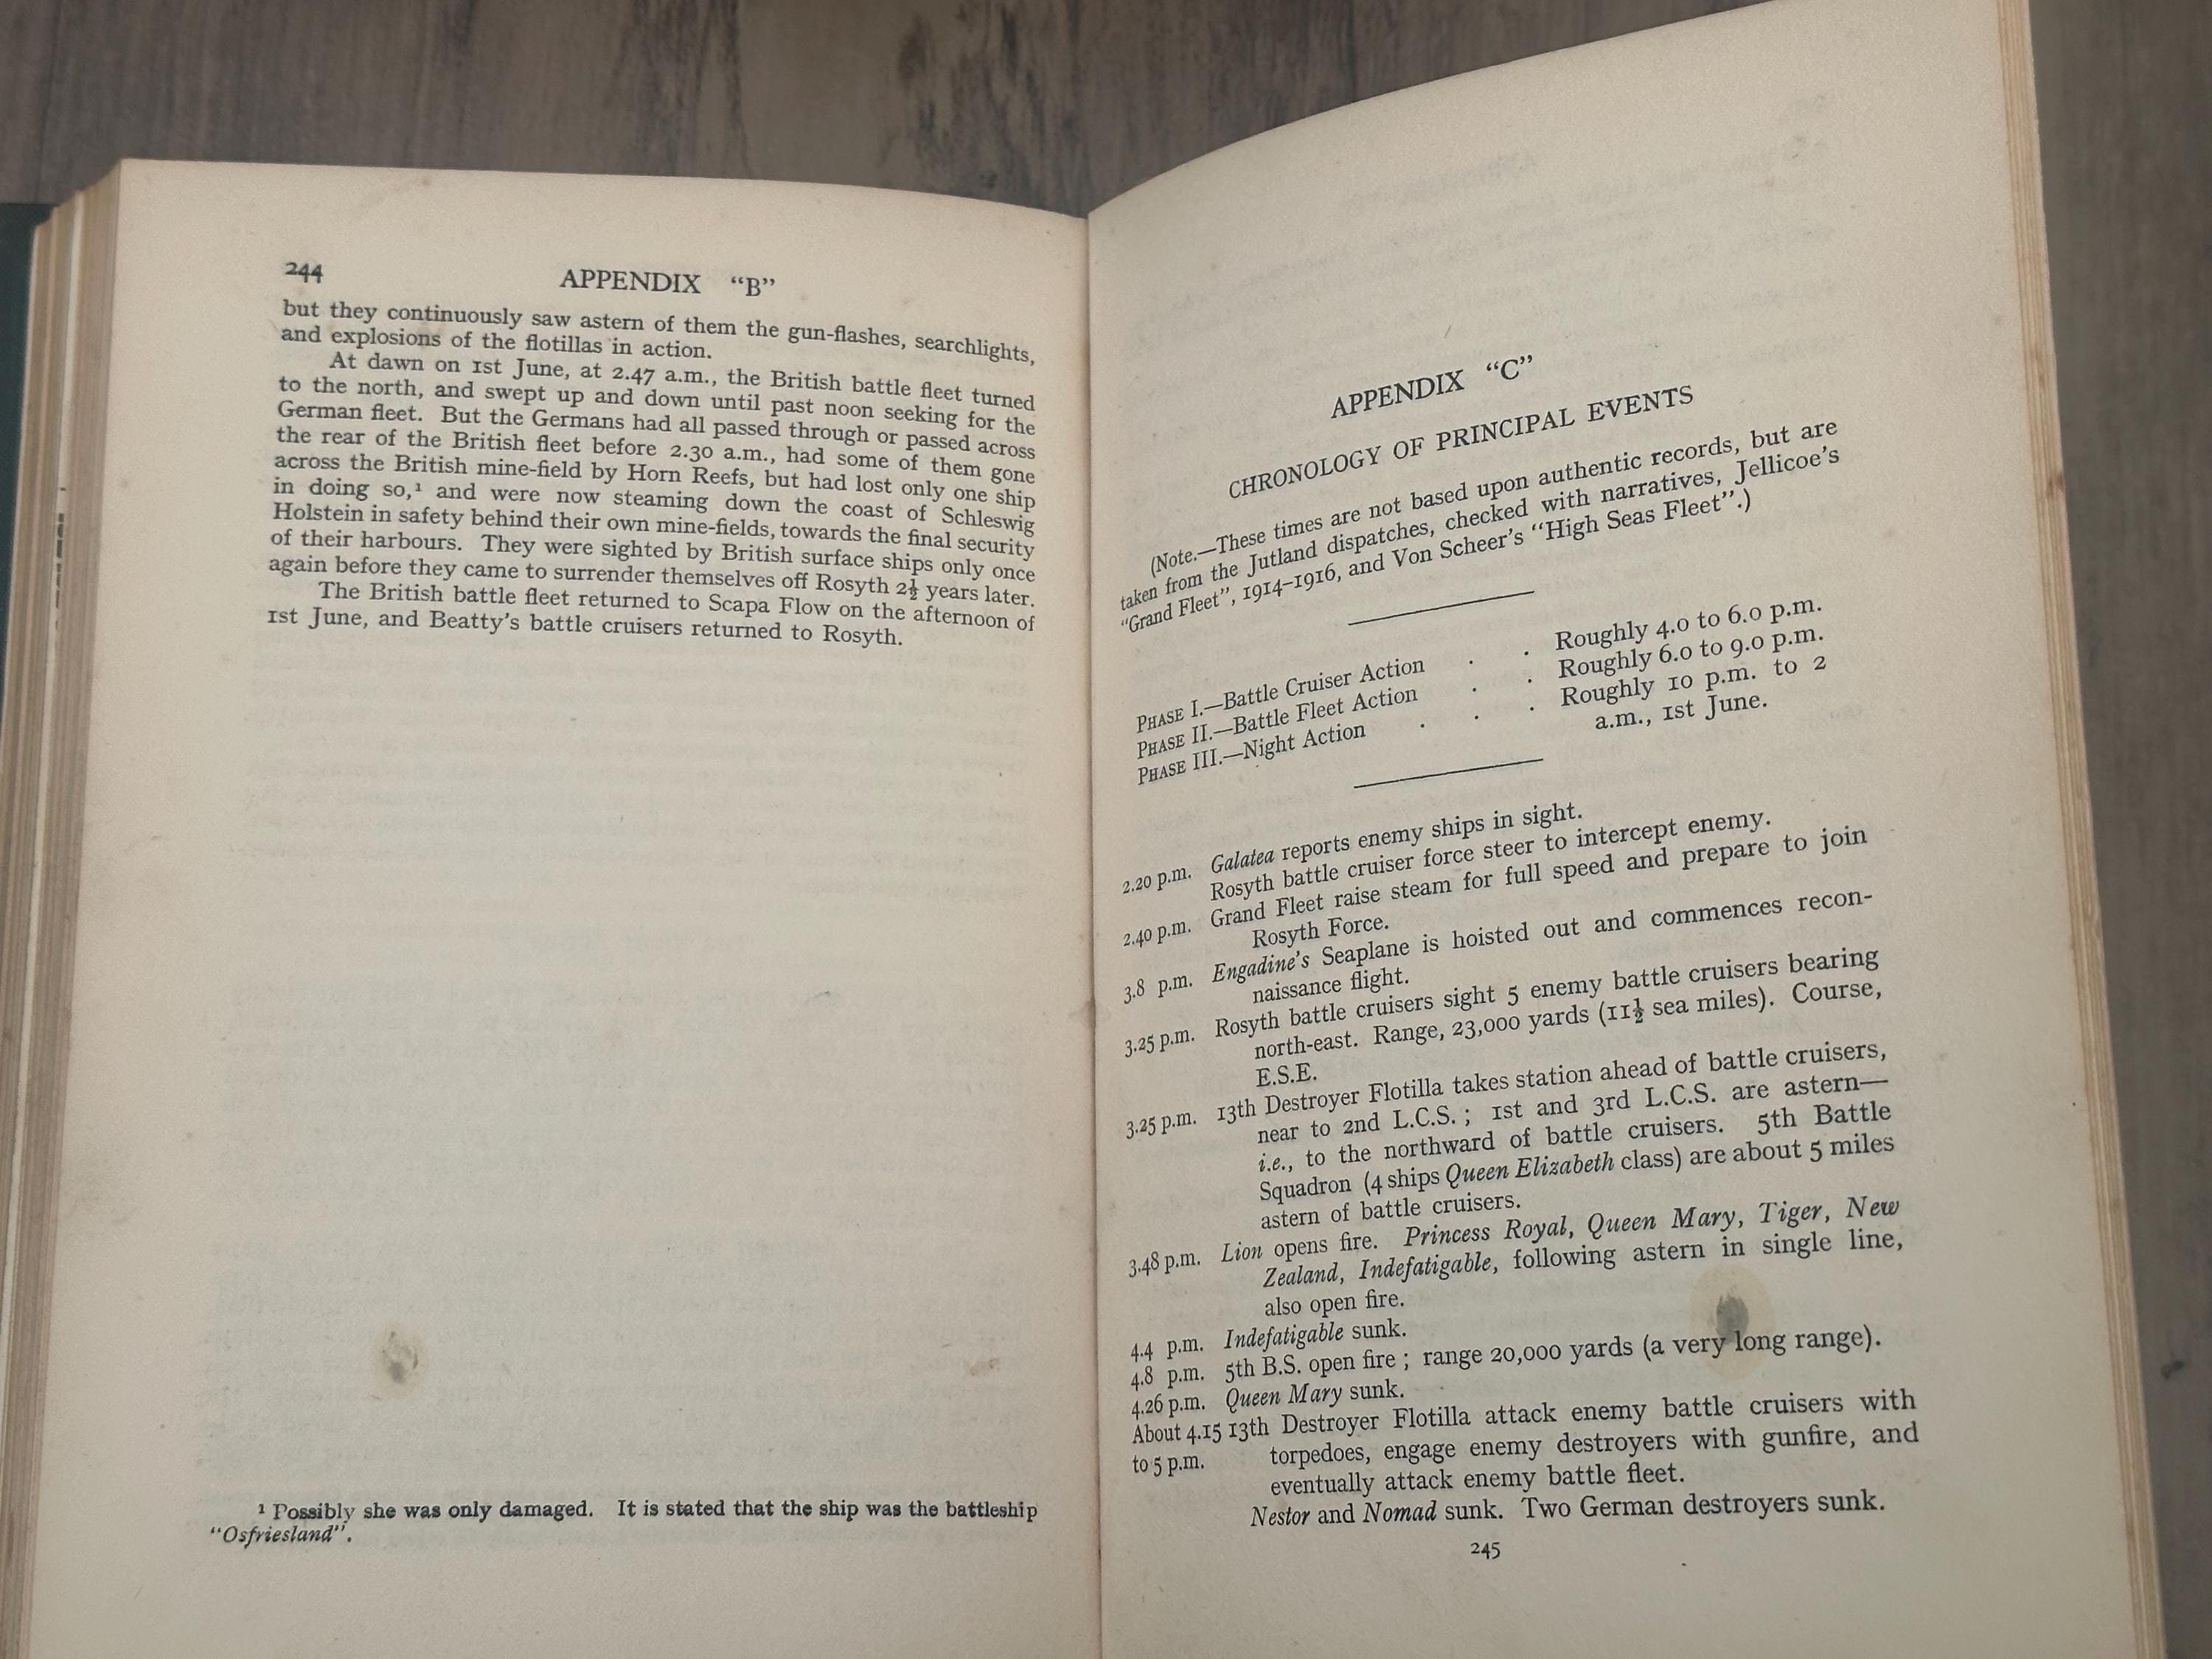 244
APPENDIX “B”
but they continuously saw astern of them the gun-flashes, searchlights,
and explosions of the flotillas in action.
At dawn on 1st June, at 2.47 a.m., the British battle fleet turned
to the north, and swept up and down until past noon seeking for the
German fleet. But the Germans had all passed through or passed across
the rear of the British fleet before 2.30 a.m., had some of them gone
across the British mine-field by Horn Reefs, but had lost only one ship
in doing so,¹ and were now steaming down the coast of Schleswig
Holstein in safety behind their own mine-fields, towards the final security
of their harbours. They were sighted by British surface ships only once
again before they came to surrender themselves off Rosyth 2½ years later.
The British battle fleet returned to Scapa Flow on the afternoon of
1st June, and Beatty's battle cruisers returned to Rosyth.
¹ Possibly she was only damaged. It is stated that the ship was the battleship
“Osfriesland”.
APPENDIX “C”
CHRONOLOGY OF PRINCIPAL EVENTS
(Note.—These times are not based upon authentic records, but are
taken from the Jutland dispatches, checked with narratives, Jellicoe's
“Grand Fleet”, 1914–1916, and Von Scheer's “High Seas Fleet”.)
PHASE I.—Battle Cruiser Action . . Roughly 4.0 to 6.0 p.m.
PHASE II.—Battle Fleet Action . . Roughly 6.0 to 9.0 p.m.
PHASE III.—Night Action . . . Roughly 10 p.m. to 2
a.m., 1st June.
2.20 p.m. Galatea reports enemy ships in sight.
Rosyth battle cruiser force steer to intercept enemy.
2.40 p.m. Grand Fleet raise steam for full speed and prepare to join
Rosyth Force.
3.8 p.m. Engadine's Seaplane is hoisted out and commences recon-
naissance flight.
3.25 p.m. Rosyth battle cruisers sight 5 enemy battle cruisers bearing
north-east. Range, 23,000 yards (11½ sea miles). Course,
E.S.E.
3.25 p.m. 13th Destroyer Flotilla takes station ahead of battle cruisers,
near to 2nd L.C.S.; 1st and 3rd L.C.S. are astern—
i.e., to the northward of battle cruisers. 5th Battle
Squadron (4 ships Queen Elizabeth class) are about 5 miles
astern of battle cruisers.
3.48 p.m. Lion opens fire. Princess Royal, Queen Mary, Tiger, New
Zealand, Indefatigable, following astern in single line,
also open fire.
4.4 p.m. Indefatigable sunk.
4.8 p.m. 5th B.S. open fire; range 20,000 yards (a very long range).
4.26 p.m. Queen Mary sunk.
About 4.15 13th Destroyer Flotilla attack enemy battle cruisers with
to 5 p.m. torpedoes, engage enemy destroyers with gunfire, and
eventually attack enemy battle fleet.
Nestor and Nomad sunk. Two German destroyers sunk.
245